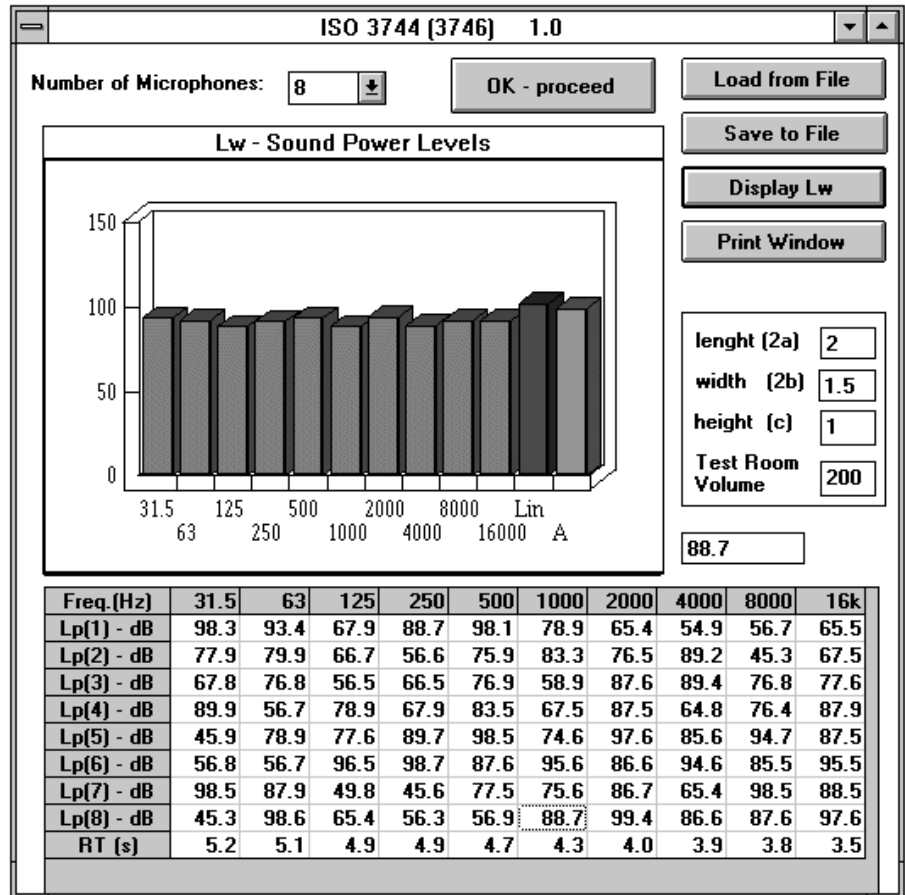 ISO 3744 (3746) 1.0
Number of Microphones: 8
OK - proceed
Load from File
Save to File
Display Lw
Print Window
Lw - Sound Power Levels
150
100
50
0
31.5 125 500 2000 8000 Lin
63 250 1000 4000 16000 A
lenght (2a) 2
width (2b) 1.5
height (c) 1
Test Room
Volume 200
88.7
Freq.(Hz) 31.5 63 125 250 500 1000 2000 4000 8000 16k
Lp(1) - dB 98.3 93.4 67.9 88.7 98.1 78.9 65.4 54.9 56.7 65.5
Lp(2) - dB 77.9 79.9 66.7 56.6 75.9 83.3 76.5 89.2 45.3 67.5
Lp(3) - dB 67.8 76.8 56.5 66.5 76.9 58.9 87.6 89.4 76.8 77.6
Lp(4) - dB 89.9 56.7 78.9 67.9 83.5 67.5 87.5 64.8 76.4 87.9
Lp(5) - dB 45.9 78.9 77.6 89.7 98.5 74.6 97.6 85.6 94.7 87.5
Lp(6) - dB 56.8 56.7 96.5 98.7 87.6 95.6 86.6 94.6 85.5 95.5
Lp(7) - dB 98.5 87.9 49.8 45.6 77.5 75.6 86.7 65.4 98.5 88.5
Lp(8) - dB 45.3 98.6 65.4 56.3 56.9 88.7 99.4 86.6 87.6 97.6
RT (s) 5.2 5.1 4.9 4.9 4.7 4.3 4.0 3.9 3.8 3.5